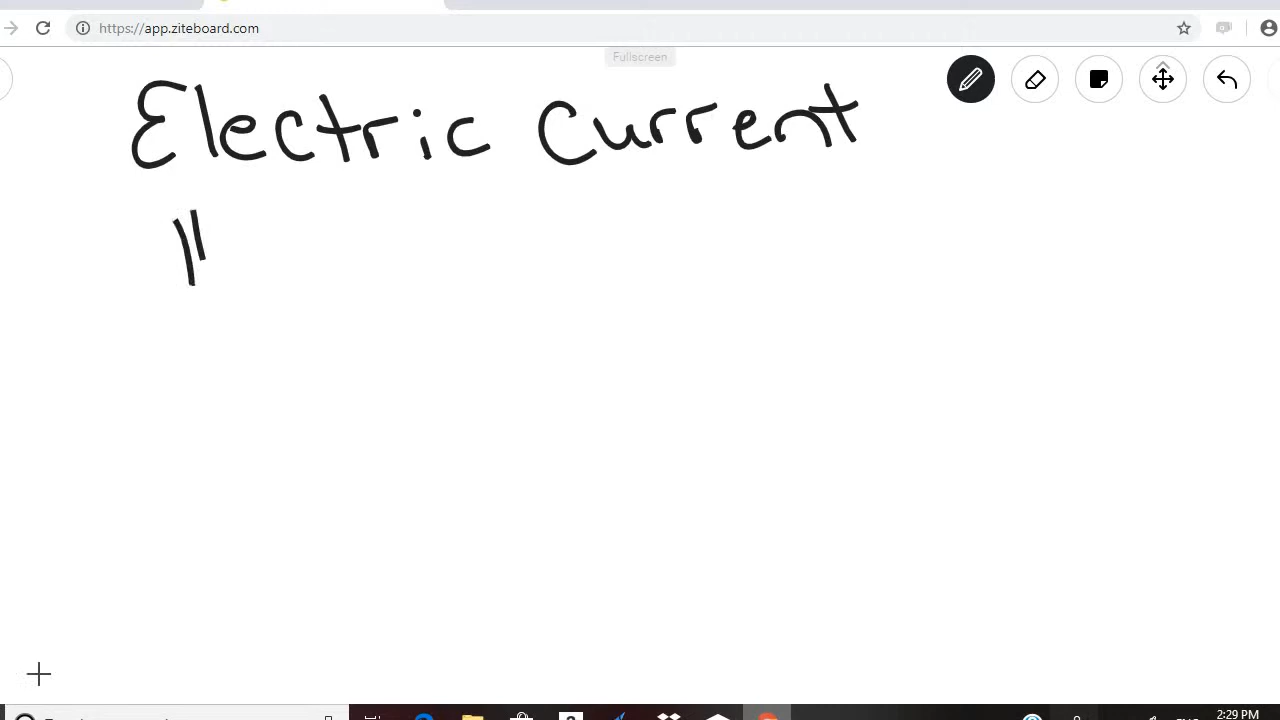 https://app.ziteboard.com
Fullscreen
Electric Current
2:29 PM